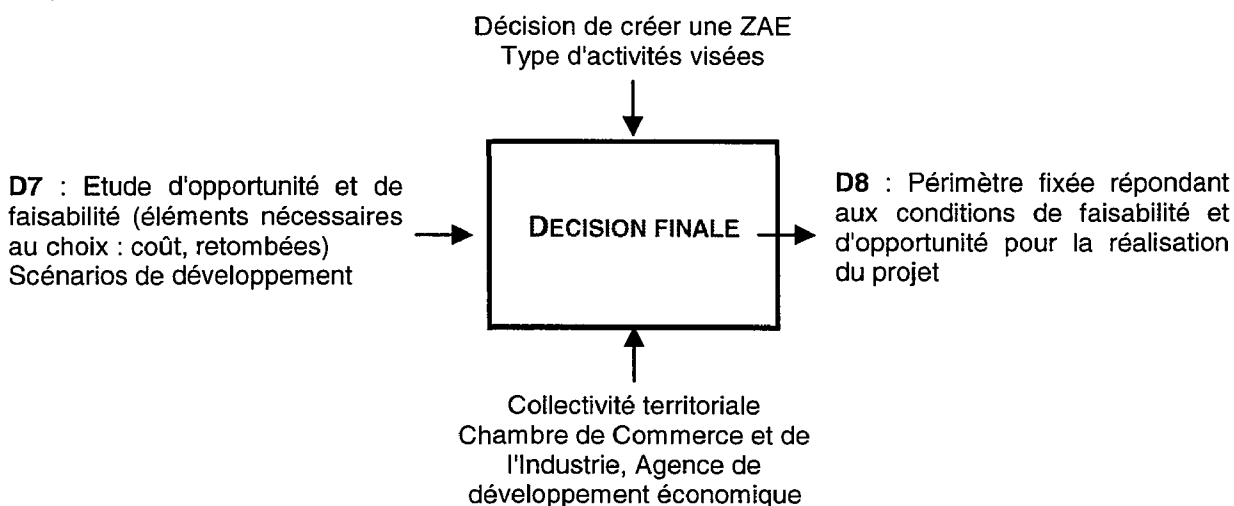 Décision de créer une ZAE
Type d'activités visées
D7 : Etude d'opportunité et de
faisabilité (éléments nécessaires
au choix : coût, retombées)
Scénarios de développement
DECISION FINALE
D8 : Périmètre fixée répondant
aux conditions de faisabilité et
d'opportunité pour la réalisation
du projet
Collectivité territoriale
Chambre de Commerce et de
l'Industrie, Agence de
développement économique